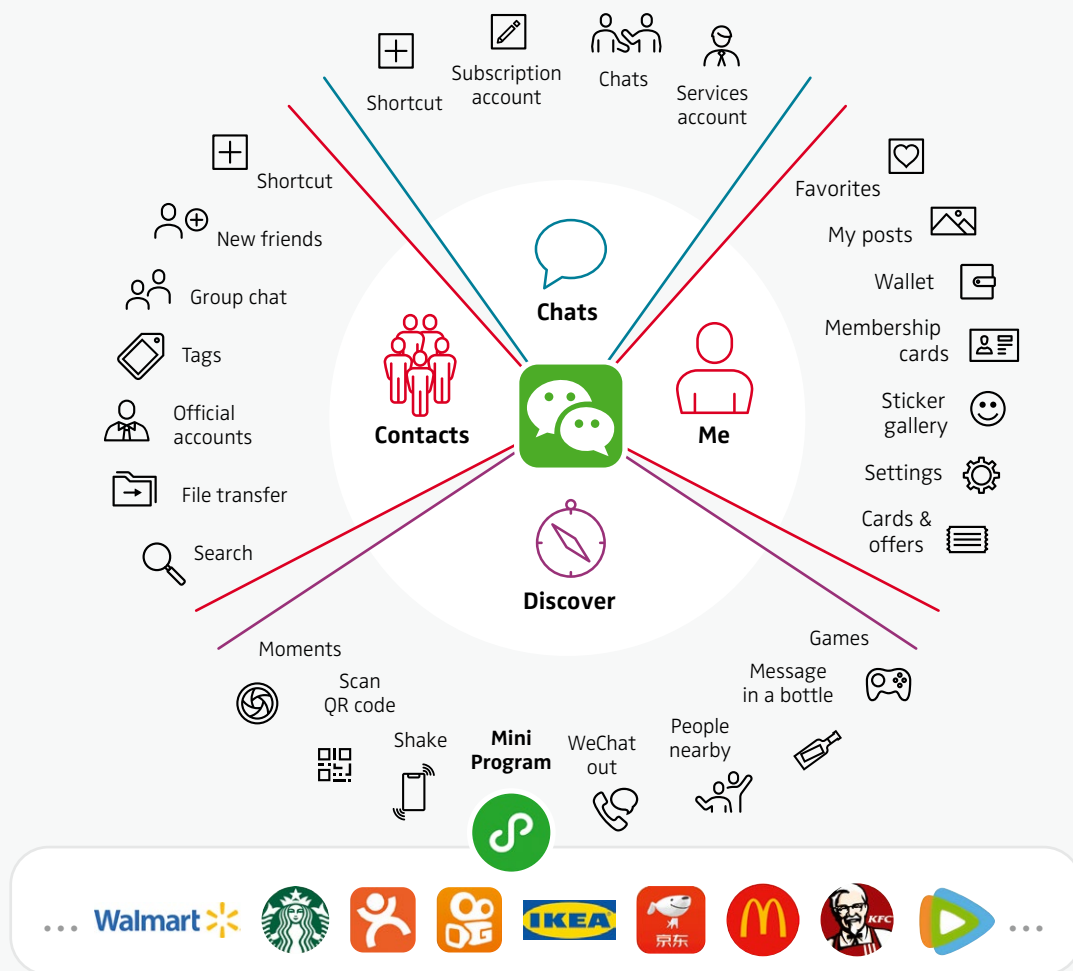 Shortcut
Subscription
account
Chats
Services
account
Shortcut
New friends
Group chat
Tags
Official
accounts
File transfer
Search
Favorites
My posts
Wallet
Membership
cards
Sticker
gallery
Settings
Cards &
offers
Chats
Contacts
Me
Discover
Moments
Scan
QR code
Shake
Mini
Program
WeChat
out
People
nearby
Message
in a bottle
Games
... Walmart
IKEA
京东
KFC
...